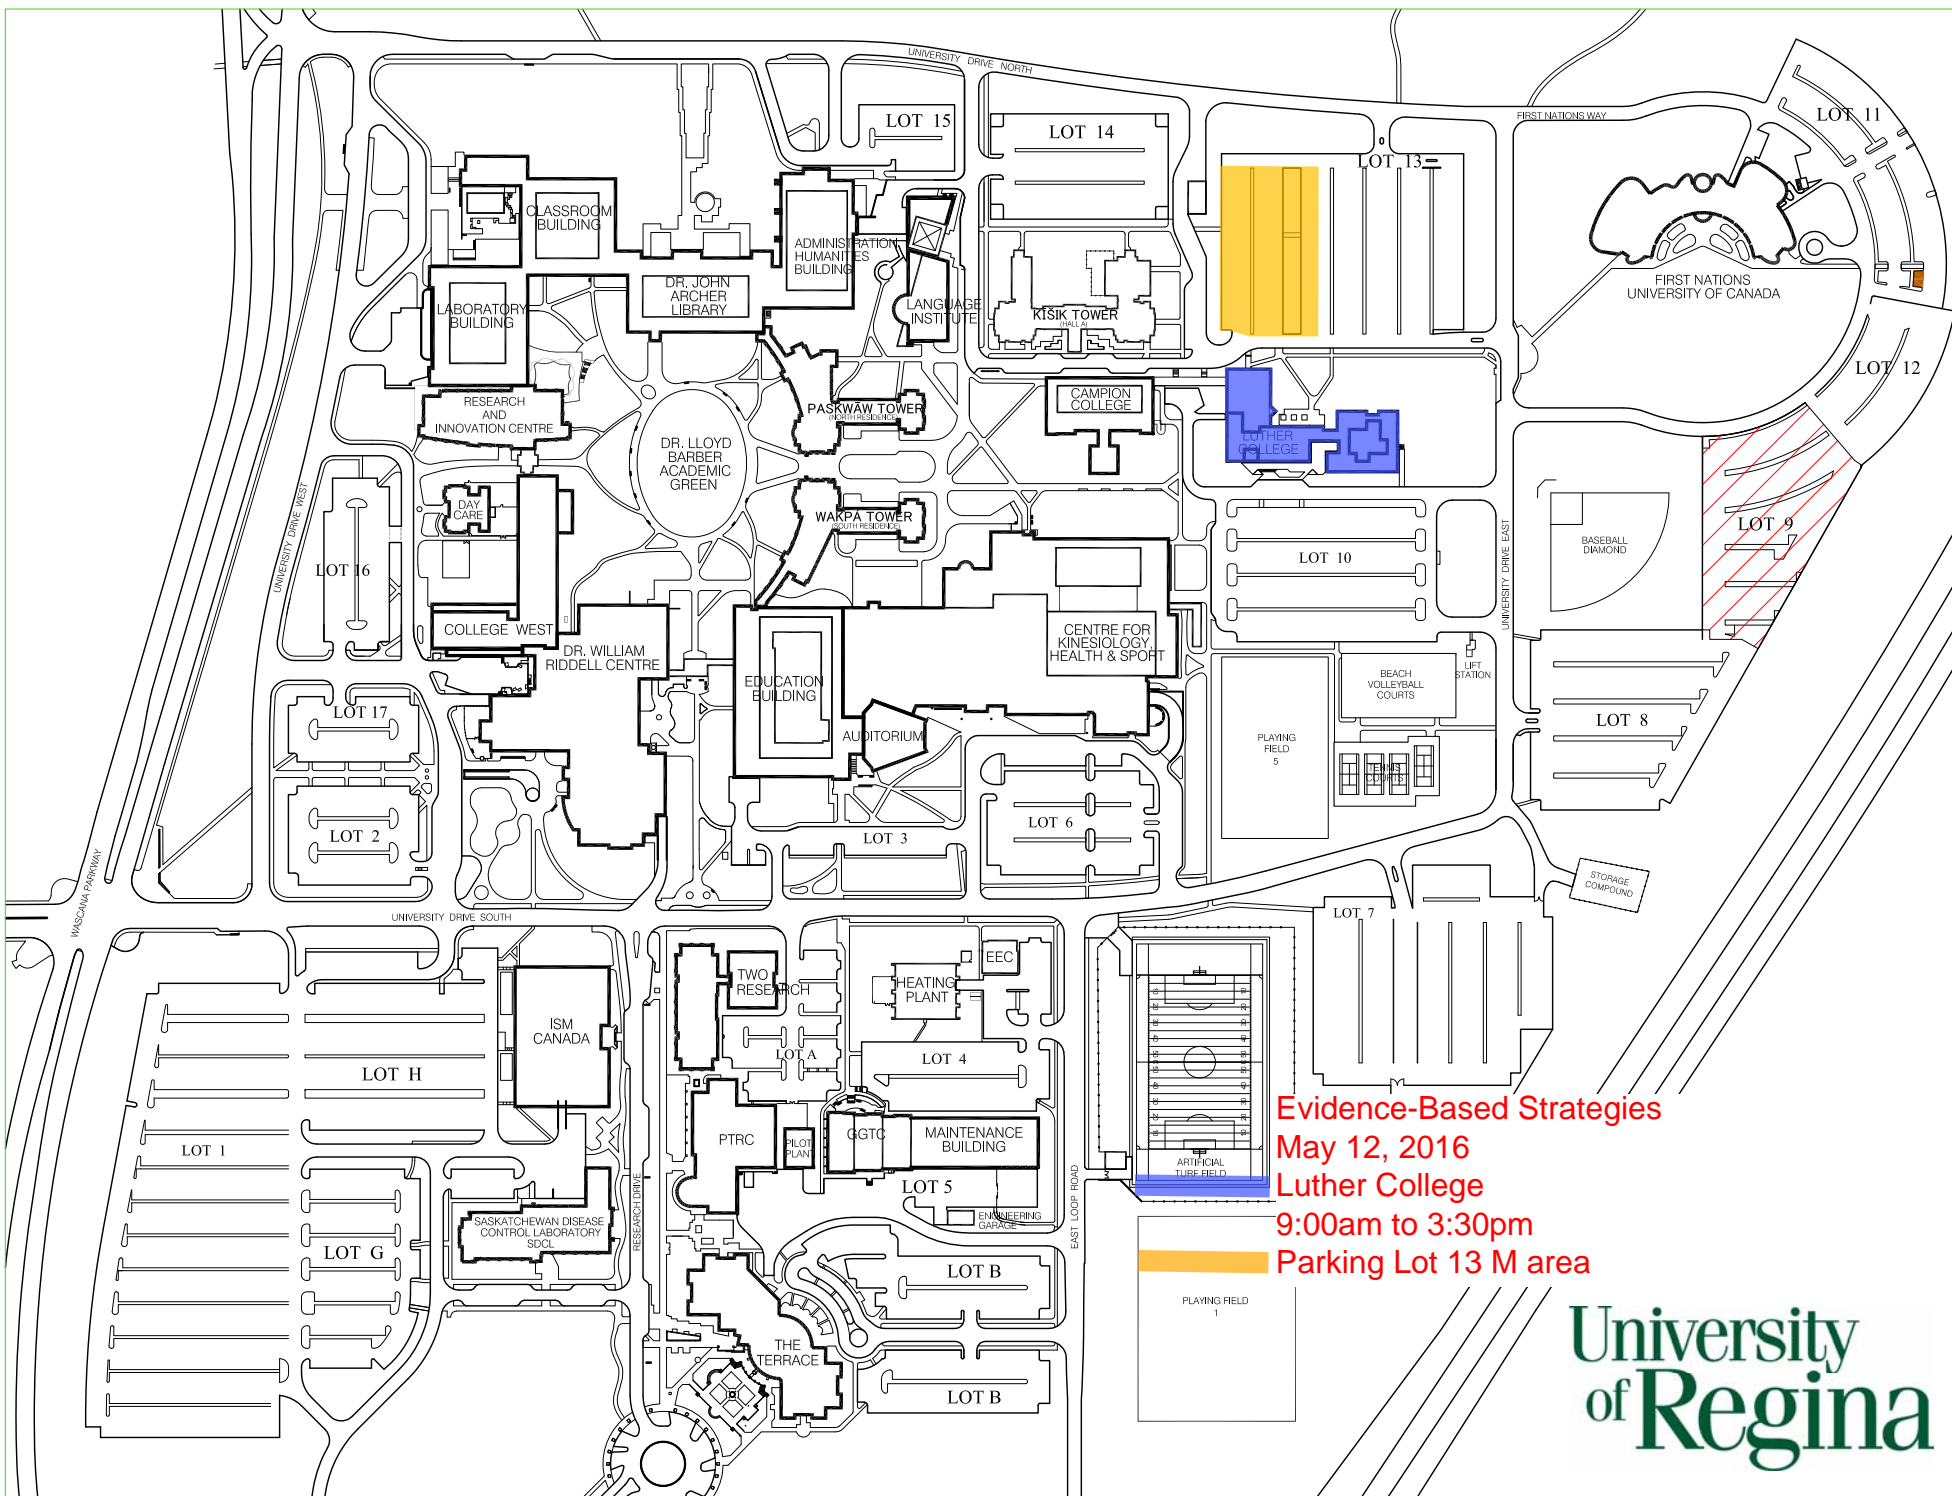 UNIVERSITY DRIVE NORTH
FIRST NATIONS WAY
LOT 11
LOT 15
LOT 14
LOT 13
CLASSROOM
BUILDING
ADMINISTRATION
HUMANITIES
BUILDING
DR. JOHN
ARCHER
LIBRARY
LABORATORY
BUILDING
LANGUAGE
INSTITUTE
KĪŠIK TOWER
(HALL A)
FIRST NATIONS
UNIVERSITY OF CANADA
LOT 12
RESEARCH
AND
INNOVATION CENTRE
PASKWĀW TOWER
(NORTH RESIDENCE)
CAMPION
COLLEGE
LUTHER
COLLEGE
DR. LLOYD
BARBER
ACADEMIC
GREEN
DAY
CARE
WAKPÁ TOWER
(SOUTH RESIDENCE)
UNIVERSITY DRIVE WEST
LOT 16
LOT 10
UNIVERSITY DRIVE EAST
BASEBALL
DIAMOND
LOT 9
COLLEGE WEST
DR. WILLIAM
RIDDELL CENTRE
CENTRE FOR
KINESIOLOGY,
HEALTH & SPORT
EDUCATION
BUILDING
AUDITORIUM
BEACH
VOLLEYBALL
COURTS
LIFT
STATION
LOT 17
LOT 8
PLAYING
FIELD
5
TENNIS
COURTS
LOT 2
LOT 3
LOT 6
STORAGE
COMPOUND
WASCANA PARKWAY
UNIVERSITY DRIVE SOUTH
LOT 7
TWO
RESEARCH
HEATING
PLANT
EEC
ISM
CANADA
LOT A
LOT 4
LOT H
LOT 1
PTRC
PILOT
PLANT
GGTC
MAINTENANCE
BUILDING
ARTIFICIAL
TURF FIELD
LOT 5
ENGINEERING
GARAGE
EAST LOOP ROAD
RESEARCH DRIVE
SASKATCHEWAN DISEASE
CONTROL LABORATORY
SDCL
LOT G
LOT B
THE
TERRACE
LOT B
PLAYING FIELD
1
Evidence-Based Strategies
May 12, 2016
Luther College
9:00am to 3:30pm
Parking Lot 13 M area
University
of Regina